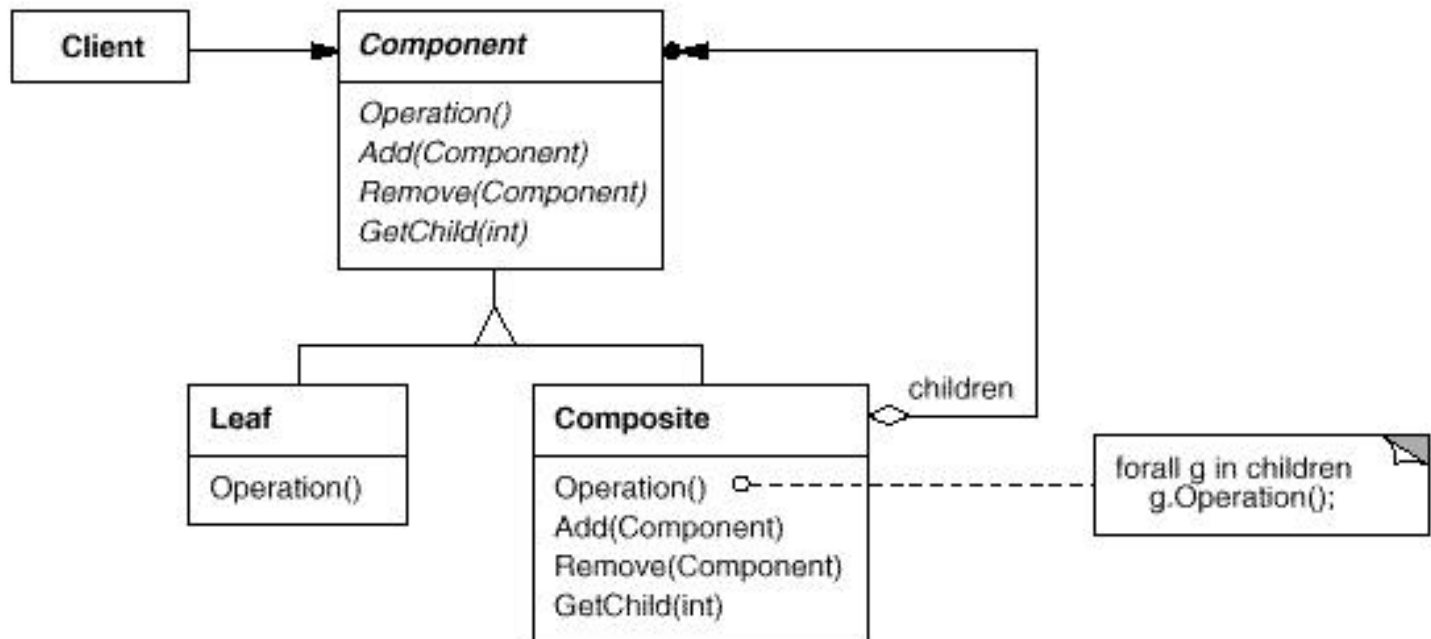 Client
Component
Operation()
Add(Component)
Remove(Component)
GetChild(int)
Leaf
Operation()
Composite
Operation()
Add(Component)
Remove(Component)
GetChild(int)
children
forall g in children
g.Operation();